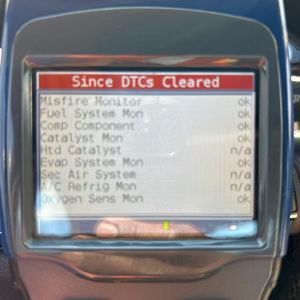 Since DTCs Cleared
Misfire Monitor ok
Fuel System Mon ok
Comp Component ok
Catalyst Mon ok
Htd Catalyst n/a
Evap System Mon ok
Sec Air System n/a
A/C Refrig Mon n/a
Oxygen Sens Mon ok